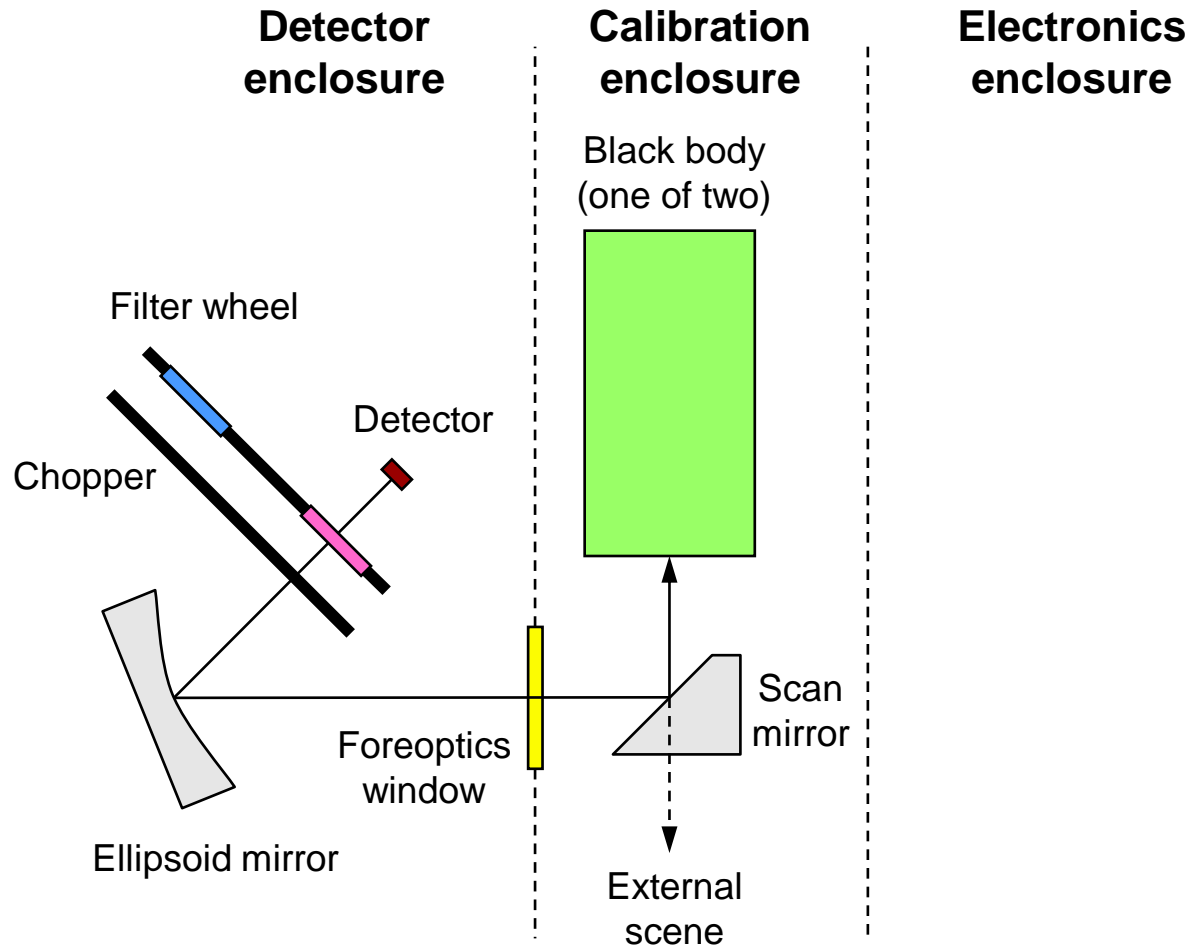 Detector
enclosure
Calibration
enclosure
Electronics
enclosure
Black body
(one of two)
Filter wheel
Detector
Chopper
Scan
mirror
Foreoptics
window
Ellipsoid mirror
External
scene